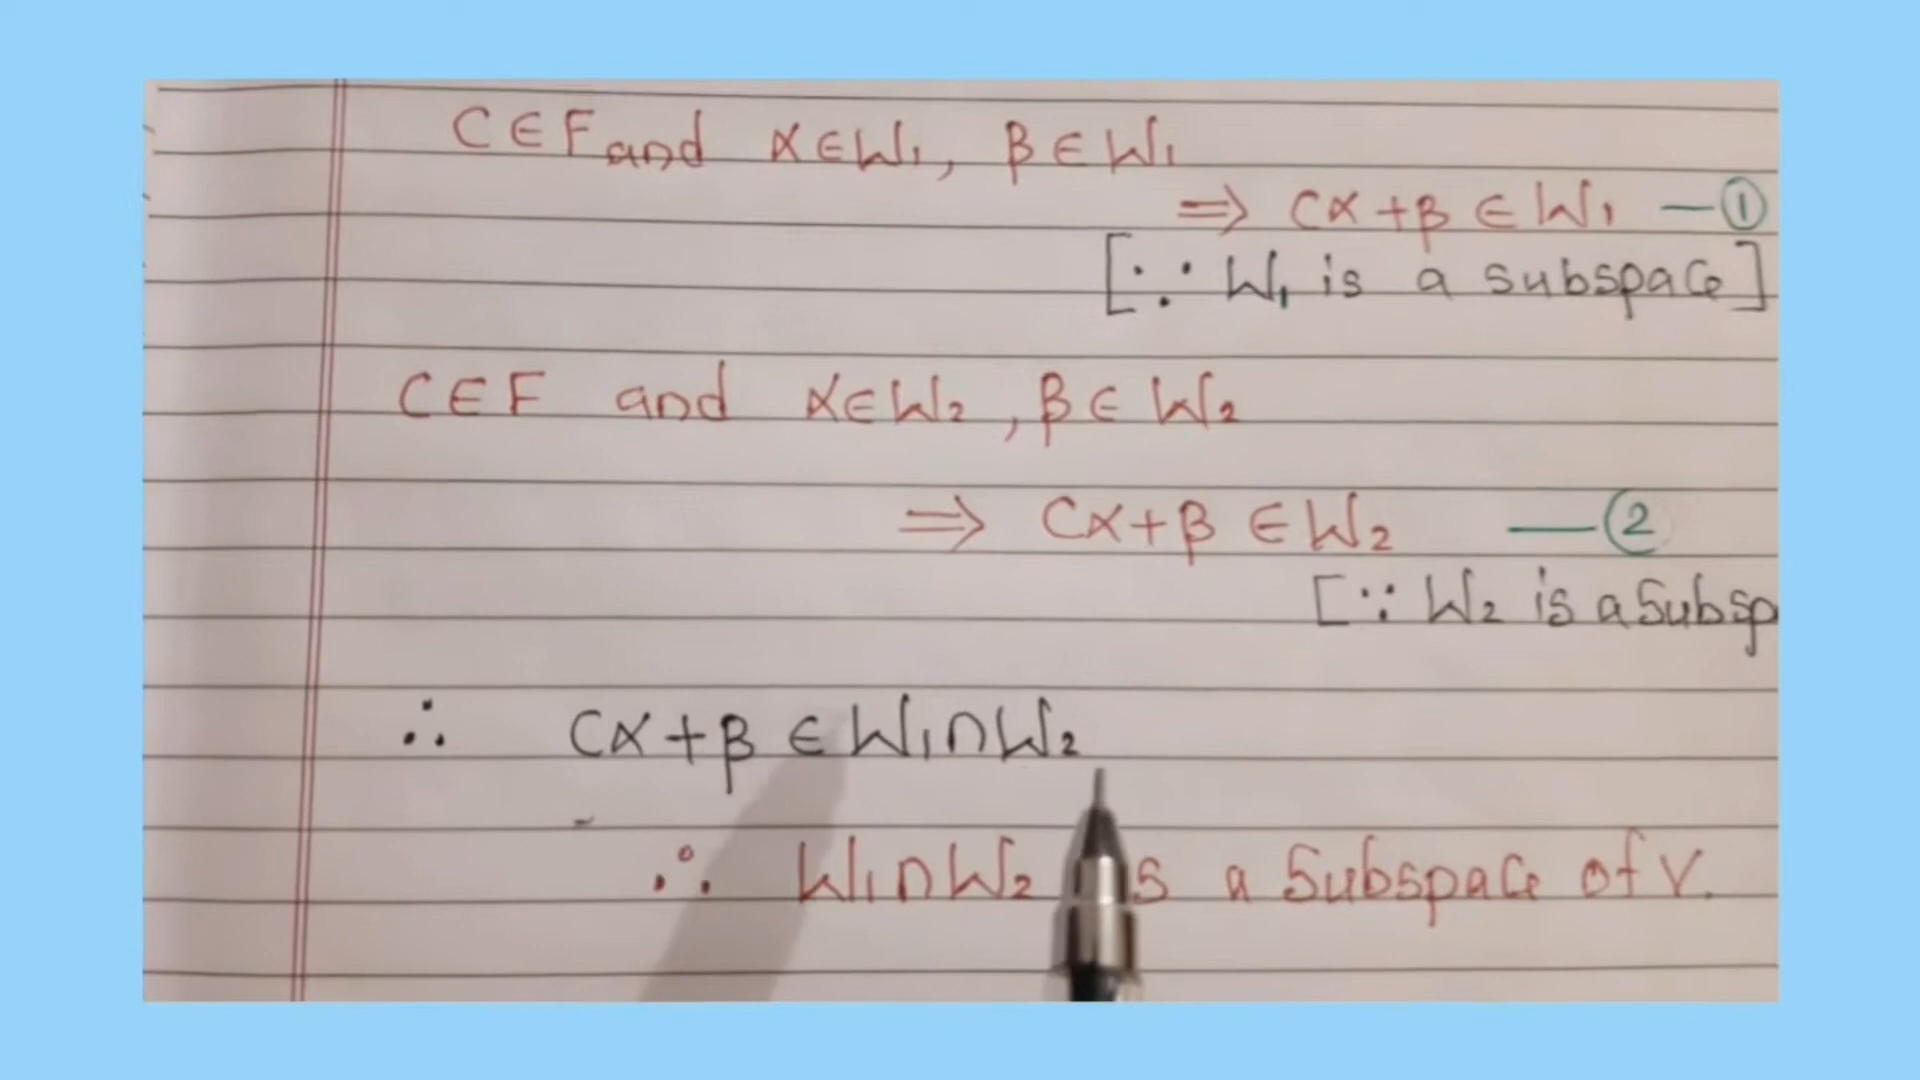 C∈F and α∈W₁, β∈W₁
⇒ Cα+β ∈ W₁ —①
[∵ W₁ is a subspace]
C∈F and α∈W₂, β∈W₂
⇒ Cα+β ∈W₂ —②
[∵ W₂ is a Subsp
∴ Cα+β ∈ W₁∩W₂
∴ W₁∩W₂ is a Subspace of V.